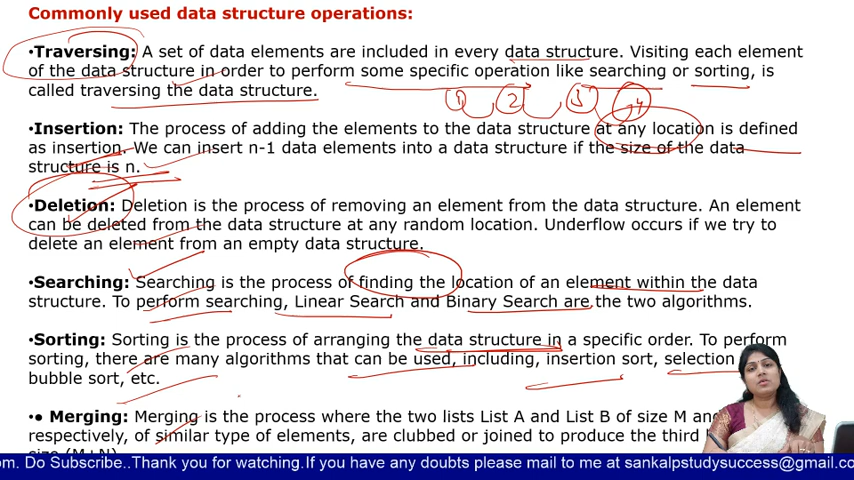 Commonly used data structure operations:
•Traversing: A set of data elements are included in every data structure. Visiting each element
of the data structure in order to perform some specific operation like searching or sorting, is
called traversing the data structure.
1 2 3 4
•Insertion: The process of adding the elements to the data structure at any location is defined
as insertion. We can insert n-1 data elements into a data structure if the size of the data
structure is n.
•Deletion: Deletion is the process of removing an element from the data structure. An element
can be deleted from the data structure at any random location. Underflow occurs if we try to
delete an element from an empty data structure.
•Searching: Searching is the process of finding the location of an element within the data
structure. To perform searching, Linear Search and Binary Search are the two algorithms.
•Sorting: Sorting is the process of arranging the data structure in a specific order. To perform
sorting, there are many algorithms that can be used, including, insertion sort, selection
bubble sort, etc.
•● Merging: Merging is the process where the two lists List A and List B of size M and
respectively, of similar type of elements, are clubbed or joined to produce the third
size (M+N)
om. Do Subscribe..Thank you for watching.If you have any doubts please mail to me at sankalpstudysuccess@gmail.co